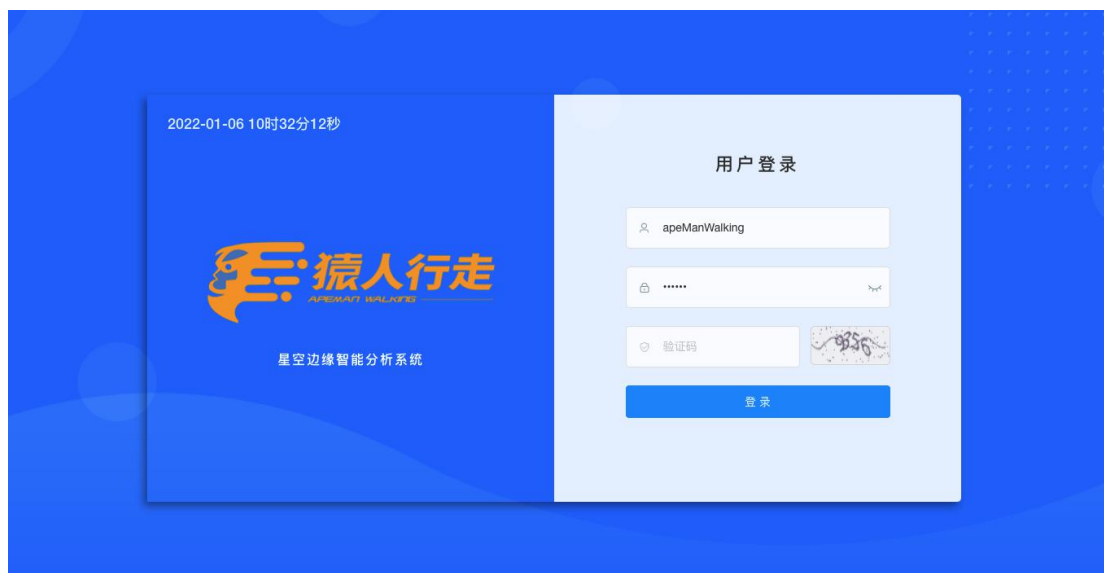 2022-01-06 10时32分12秒
猿人行走
APEMAN WALKING
星空边缘智能分析系统
用户登录
apeManWalking
••••••
验证码
9356
登 录